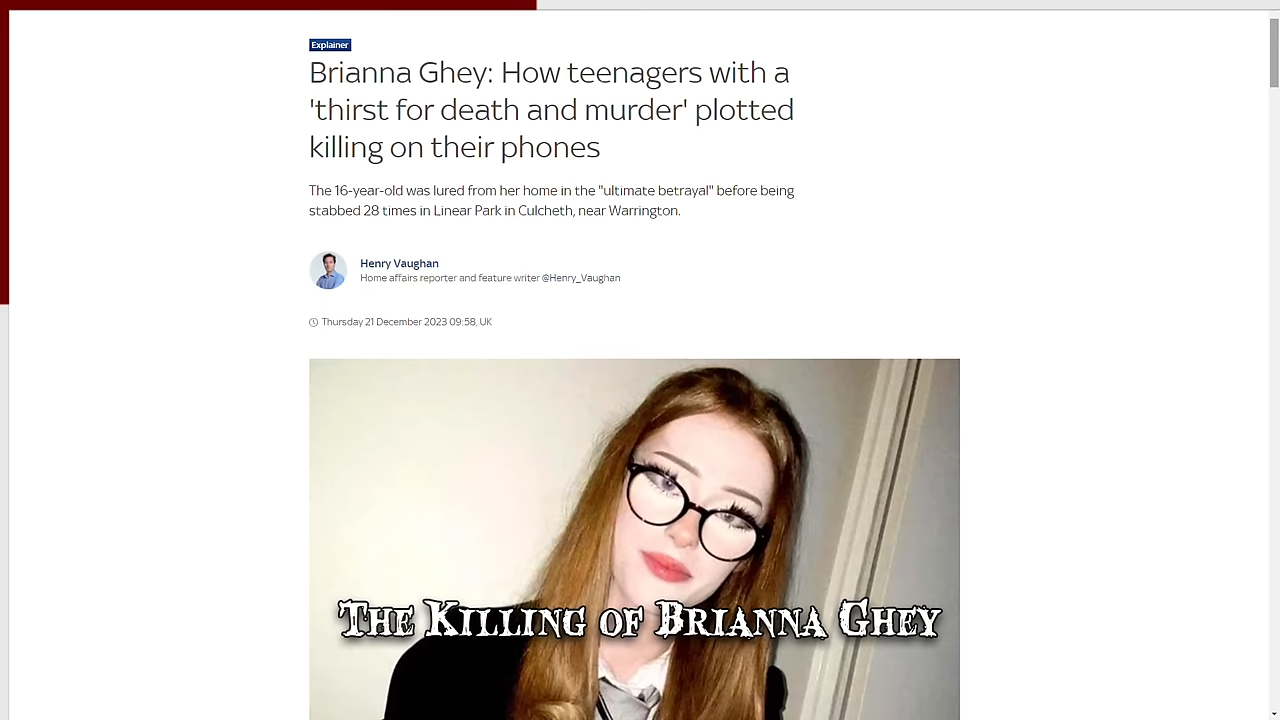 Explainer
Brianna Ghey: How teenagers with a
'thirst for death and murder' plotted
killing on their phones
The 16-year-old was lured from her home in the "ultimate betrayal" before being
stabbed 28 times in Linear Park in Culcheth, near Warrington.
Henry Vaughan
Home affairs reporter and feature writer @Henry_Vaughan
Thursday 21 December 2023 09:58, UK
The Killing of Brianna Ghey